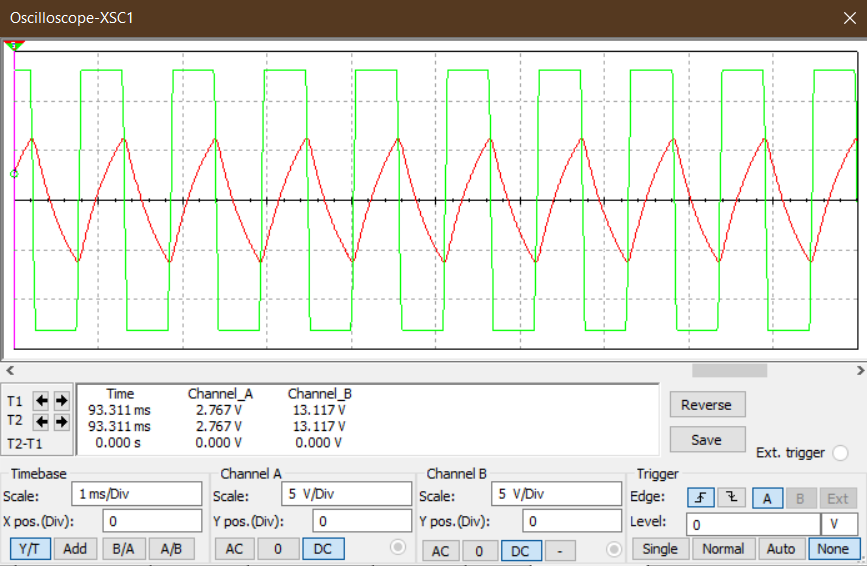 Oscilloscope-XSC1
T1
T2
T2-T1
Time Channel_A Channel_B
93.311 ms 2.767 V 13.117 V
93.311 ms 2.767 V 13.117 V
0.000 s 0.000 V 0.000 V
Reverse
Save
Ext. trigger
Timebase
Scale: 1 ms/Div
X pos.(Div): 0
Y/T Add B/A A/B
Channel A
Scale: 5 V/Div
Y pos.(Div): 0
AC 0 DC
Channel B
Scale: 5 V/Div
Y pos.(Div): 0
AC 0 DC -
Trigger
Edge: A B Ext
Level: 0 V
Single Normal Auto None